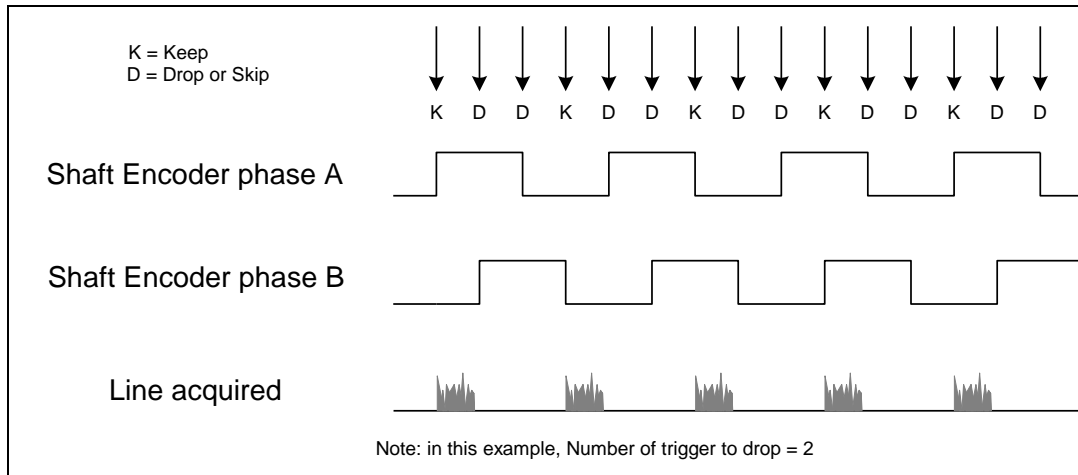 K = Keep
D = Drop or Skip
K D D K D D K D D K D D K D D
Shaft Encoder phase A
Shaft Encoder phase B
Line acquired
Note: in this example, Number of trigger to drop = 2